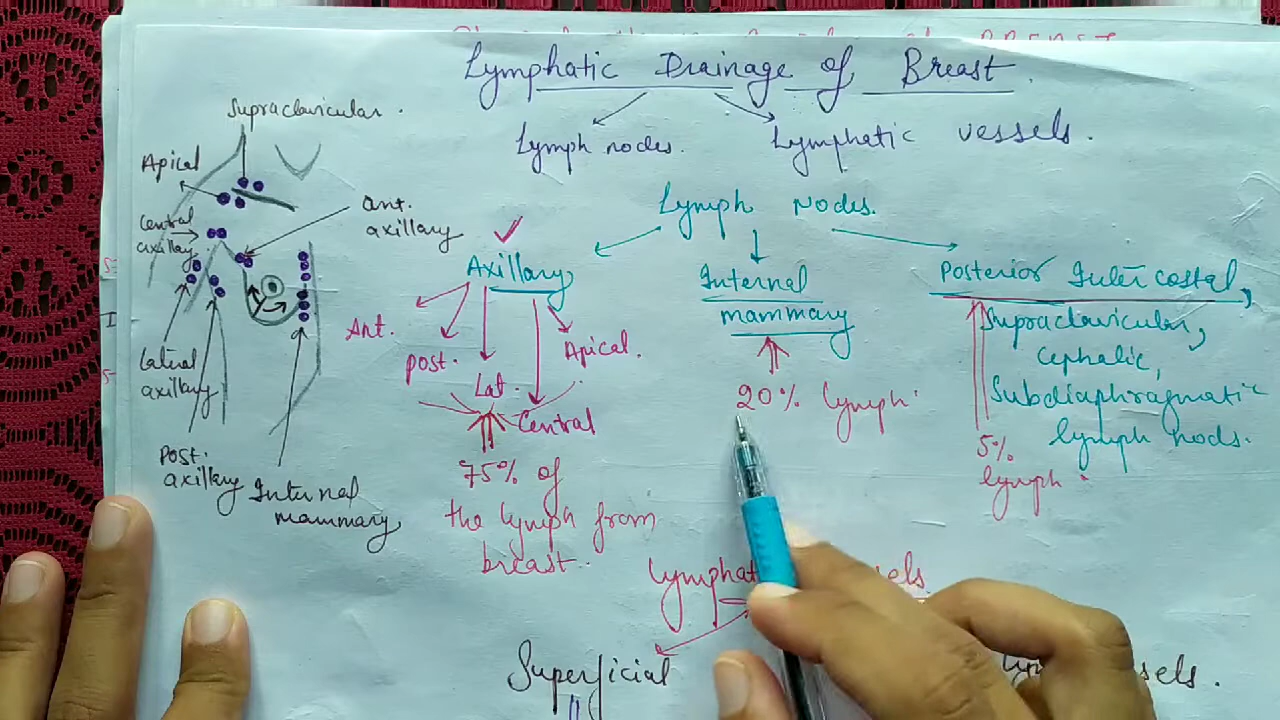 Lymphatic Drainage of Breast.
Lymph nodes.
Lymphatic vessels.
Lymph Nodes.
Axillary
Ant.
post.
Lat.
Central
Apical.
75% of
the lymph from
breast.
Internal
mammary
20% lymph.
Posterior Intercostal,
Supraclavicular,
Cephalic,
Subdiaphragmatic
lymph nods.
5%
lymph.
Supraclavicular.
Apical
ant.
axillary
Central
axillary
Lateral
axillary
Post.
axillary
Internal
mammary
Superficial